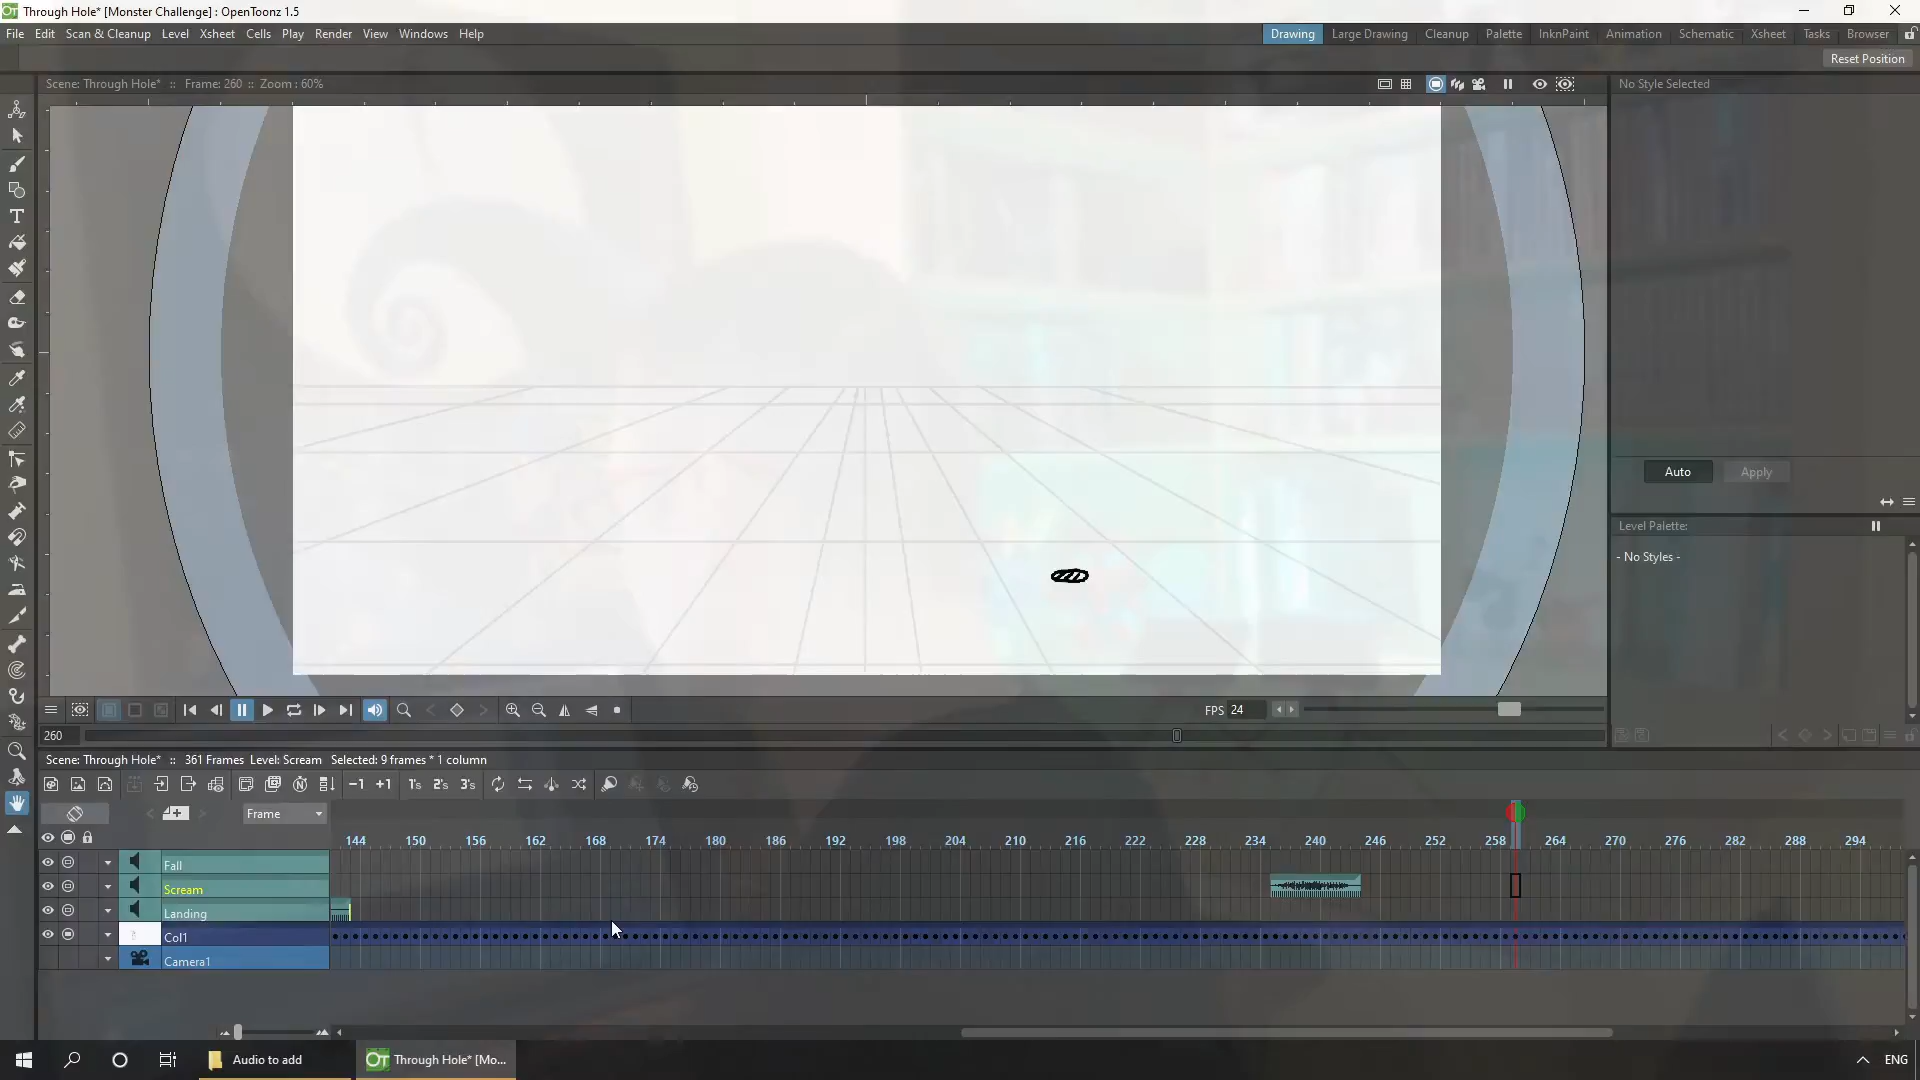 Through Hole* [Monster Challenge] : OpenToonz 1.5
File Edit Scan & Cleanup Level Xsheet Cells Play Render View Windows Help
Drawing Large Drawing Cleanup Palette InknPaint Animation Schematic Xsheet Tasks Browser
Reset Position
Scene: Through Hole* :: Frame: 260 :: Zoom : 60%
No Style Selected
Auto Apply
Level Palette:
- No Styles -
FPS 24
260
Scene: Through Hole* :: 361 Frames Level: Scream Selected: 9 frames * 1 column
-1 +1 1's 2's 3's
Frame
144 150 156 162 168 174 180 186 192 198 204 210 216 222 228 234 240 246 252 258 264 270 276 282 288 294
Fall
Scream
Landing
Col1
Camera1
Audio to add
Through Hole* [Mo...
ENG